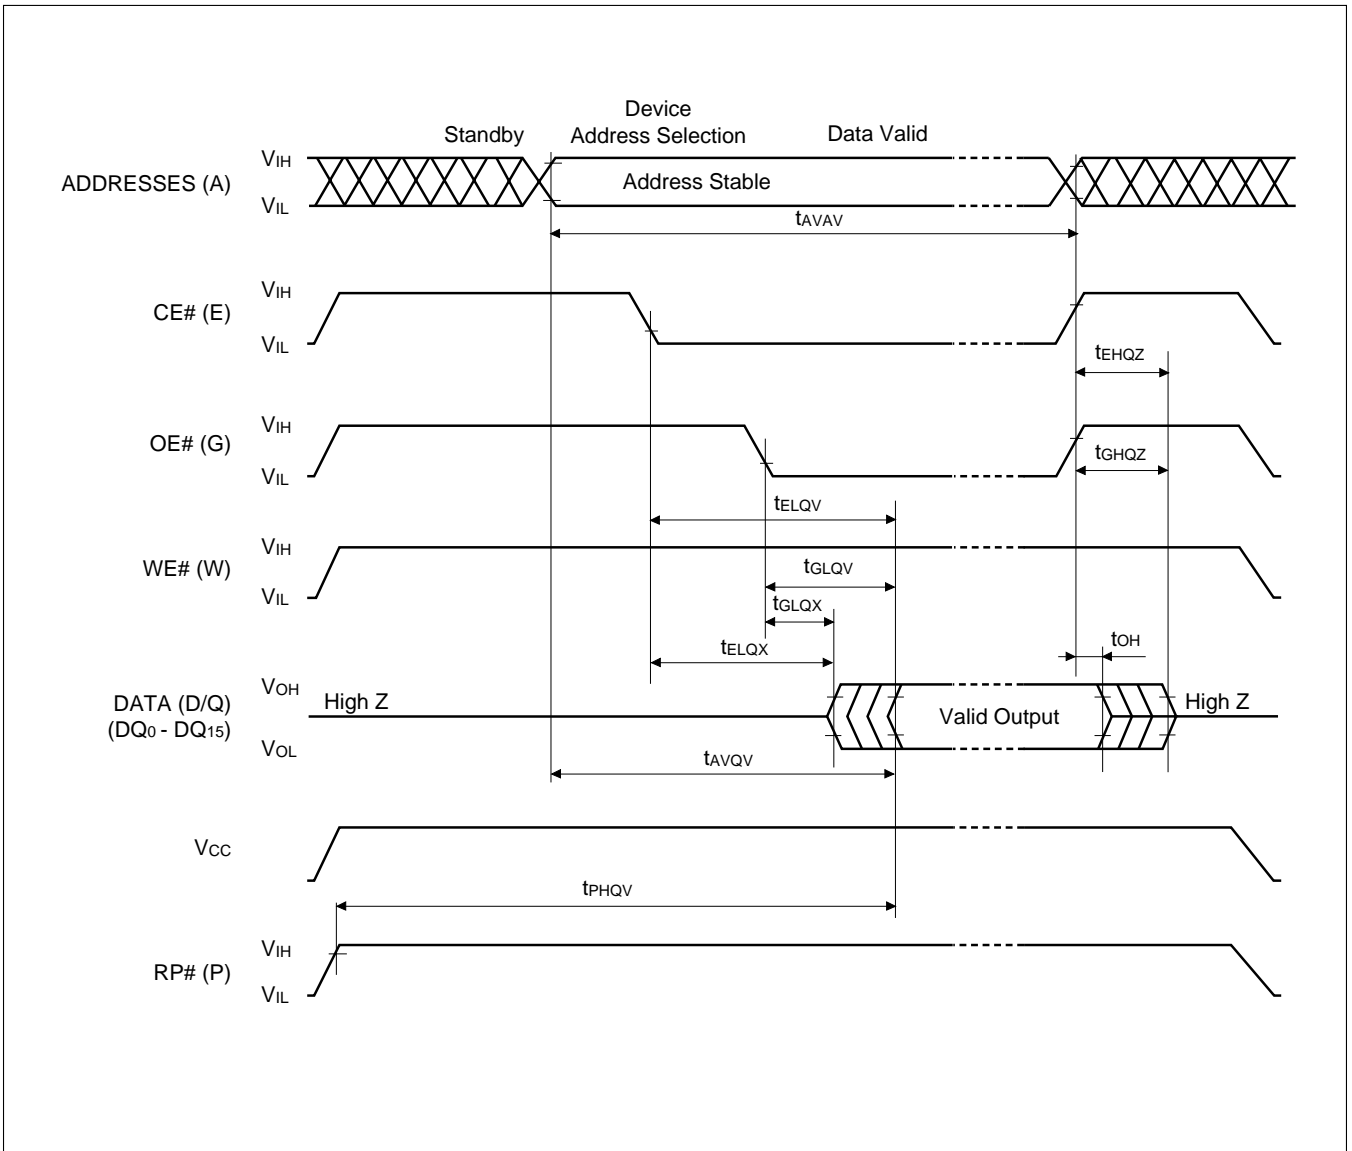 Device
Standby Address Selection Data Valid
VIH
ADDRESSES (A) Address Stable
VIL
tAVAV
VIH
CE# (E)
VIL
tEHQZ
VIH
OE# (G)
tGHQZ
VIL
tELQV
VIH
WE# (W)
tGLQV
VIL
tGLQX
tELQX
tOH
VOH
DATA (D/Q) High Z Valid Output High Z
(DQ0 - DQ15)
VOL
tAVQV
VCC
tPHQV
VIH
RP# (P)
VIL